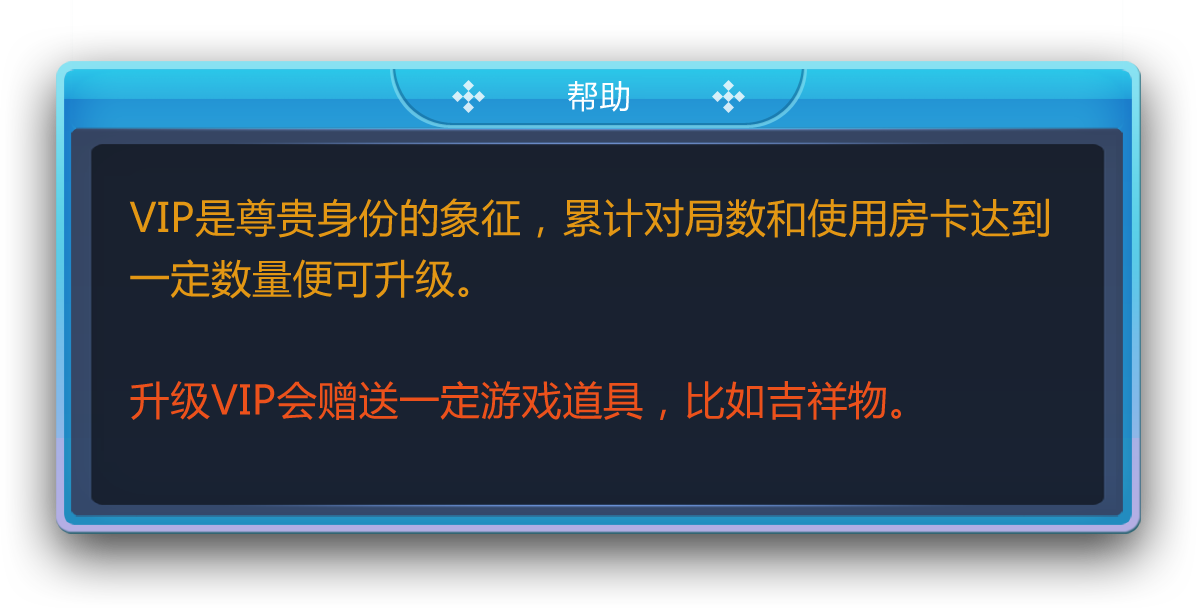 帮助
VIP是尊贵身份的象征，累计对局数和使用房卡达到
一定数量便可升级。
升级VIP会赠送一定游戏道具，比如吉祥物。